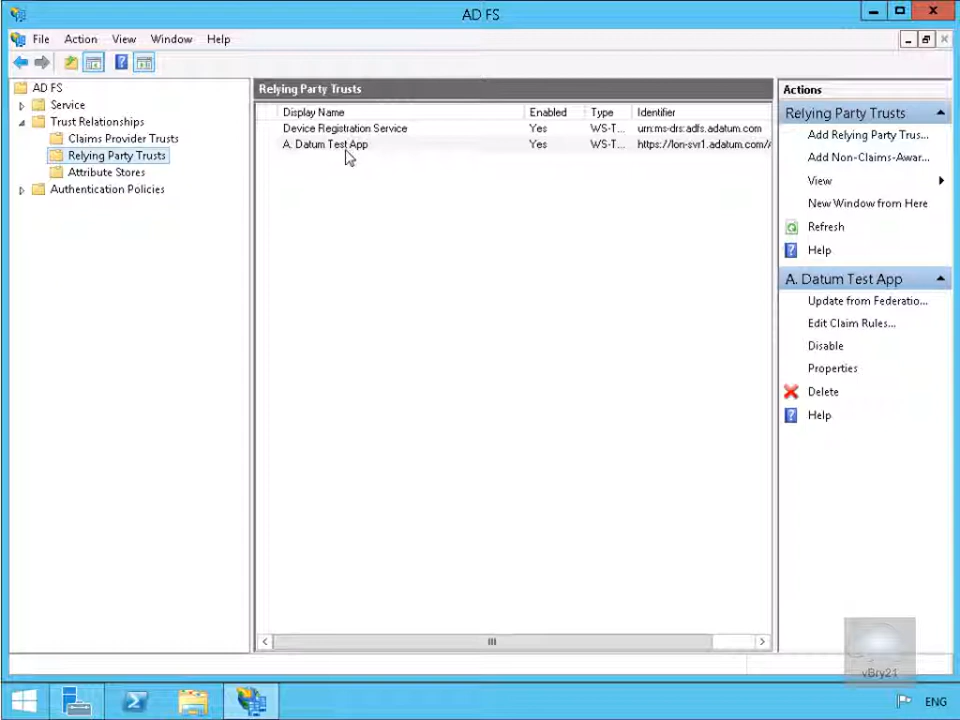 AD FS
File Action View Window Help
AD FS
Service
Trust Relationships
Claims Provider Trusts
Relying Party Trusts
Attribute Stores
Authentication Policies
Relying Party Trusts
Display Name Enabled Type Identifier
Device Registration Service Yes WS-T... urn:ms-drs:adfs.adatum.com
A. Datum Test App Yes WS-T... https://lon-svr1.adatum.com/
Actions
Relying Party Trusts
Add Relying Party Trus...
Add Non-Claims-Awar...
View
New Window from Here
Refresh
Help
A. Datum Test App
Update from Federatio...
Edit Claim Rules...
Disable
Properties
Delete
Help
vBry21
ENG